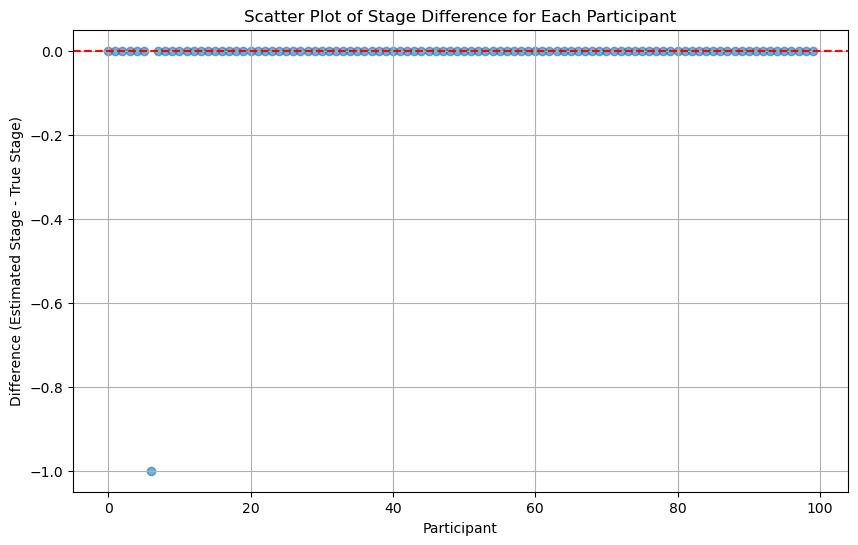 Scatter Plot of Stage Difference for Each Participant
Difference (Estimated Stage - True Stage)
0.0
−0.2
−0.4
−0.6
−0.8
−1.0
0 20 40 60 80 100
Participant